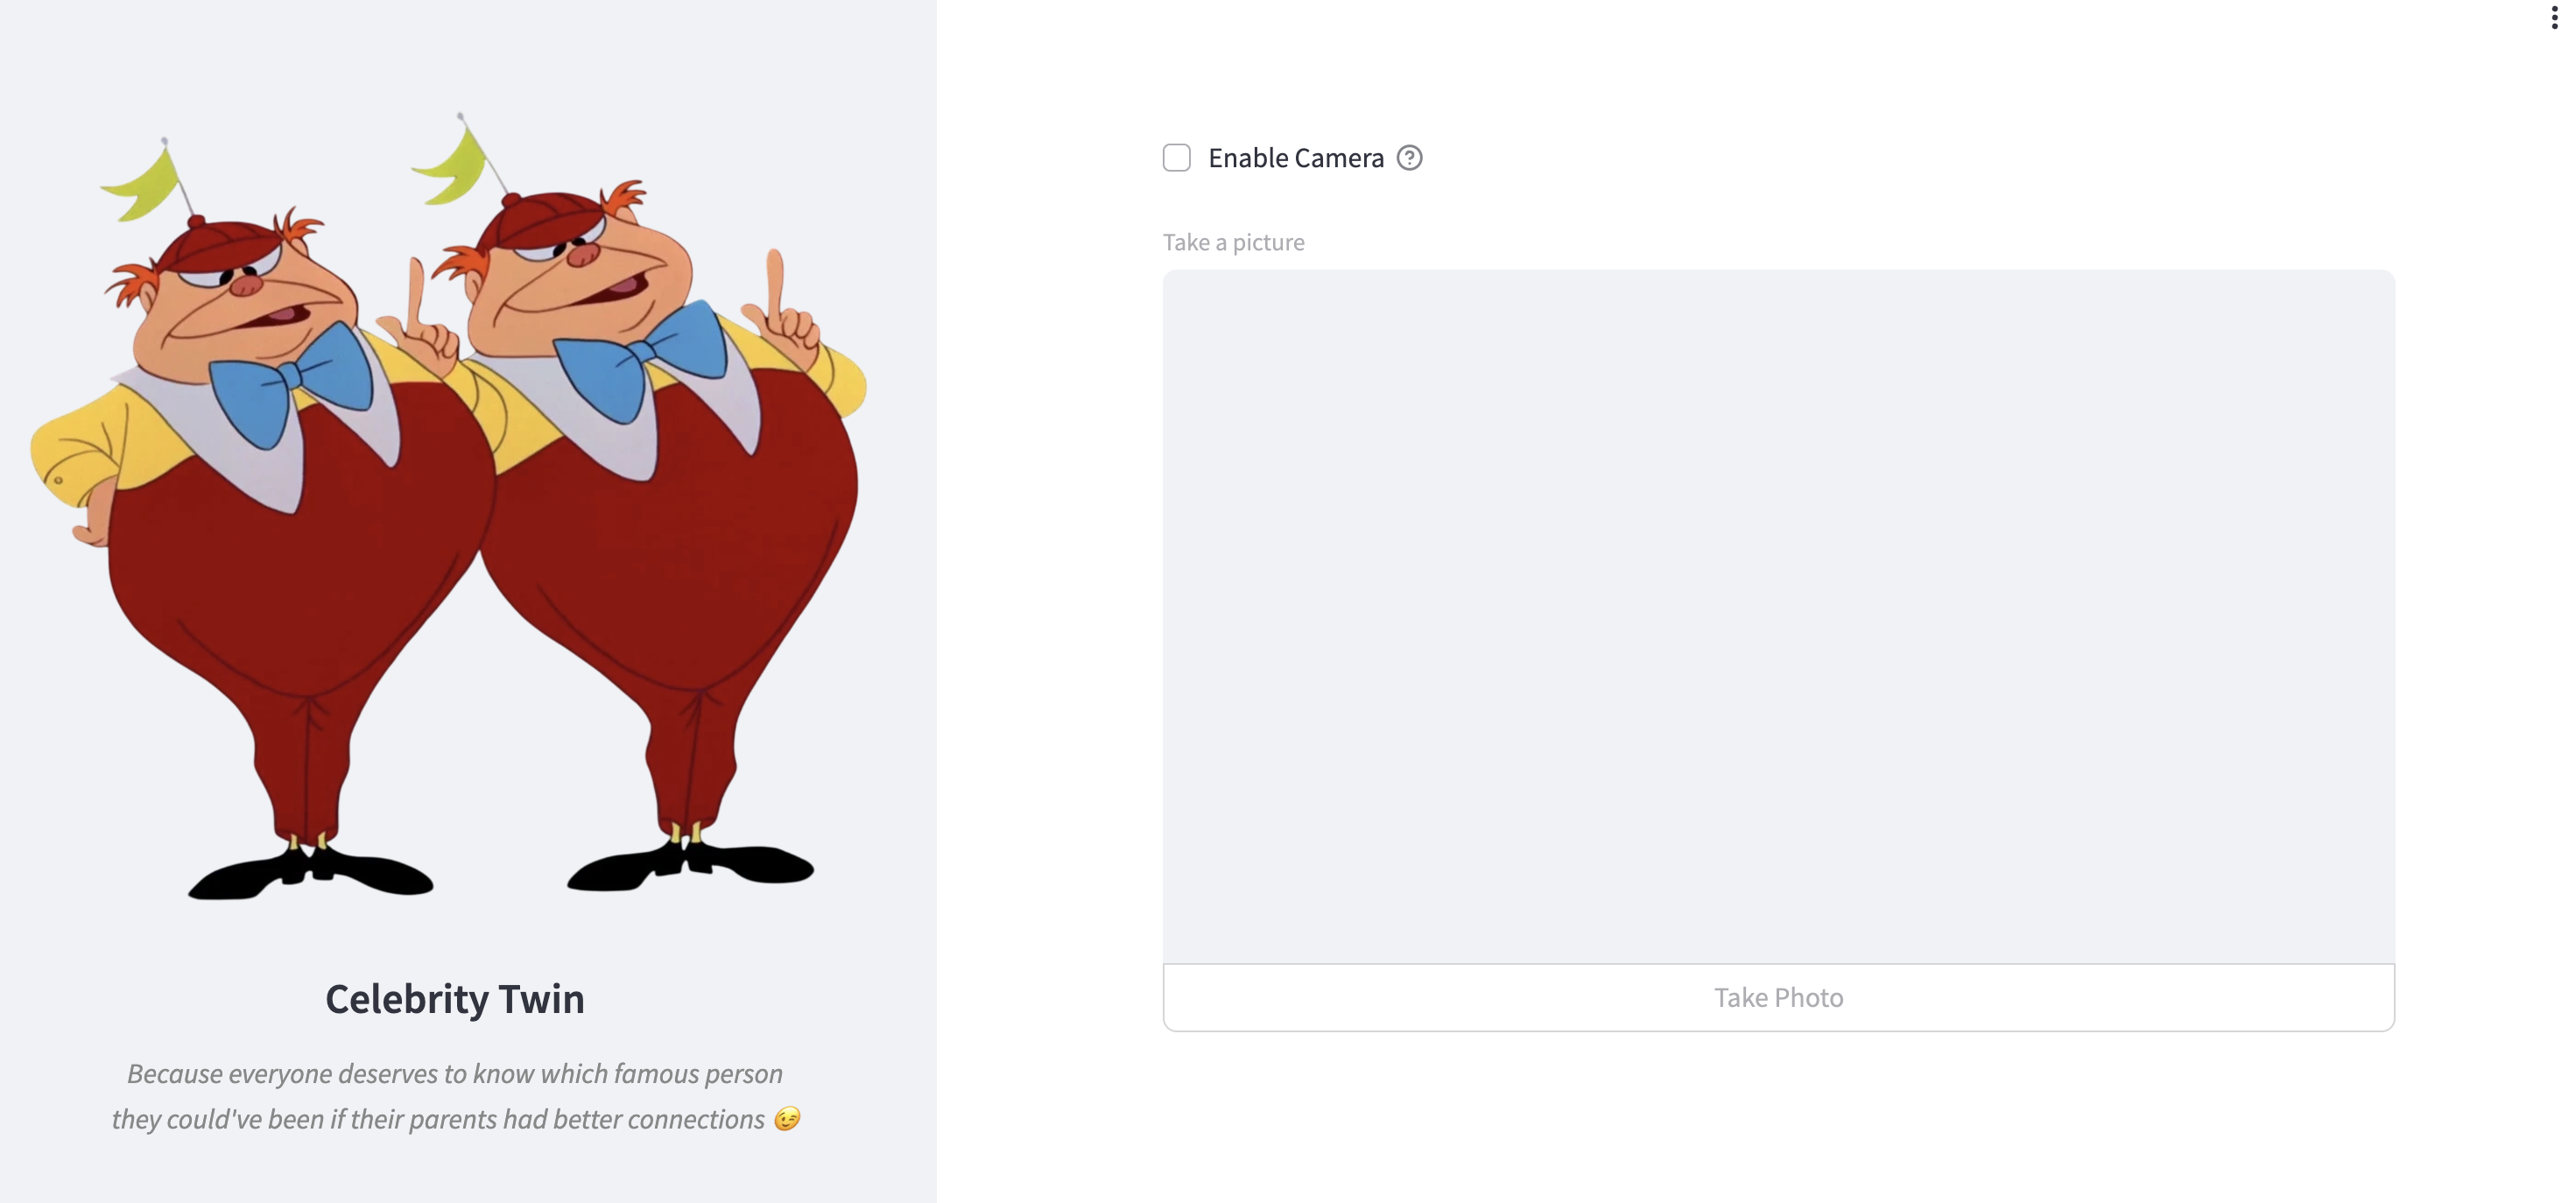 Enable Camera
Take a picture
Take Photo
Celebrity Twin
Because everyone deserves to know which famous person
they could've been if their parents had better connections 😉